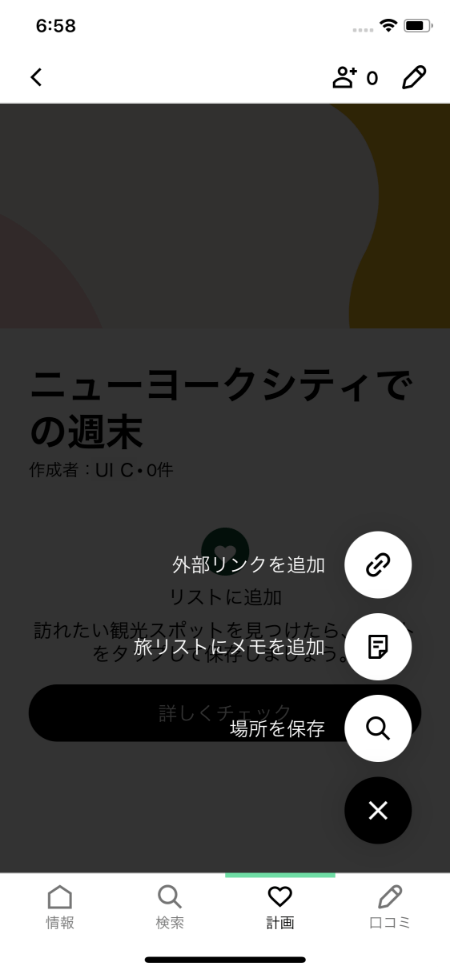 6:58
0
ニューヨークシティで
の週末
作成者：UI C・0件
外部リンクを追加
リストに追加
訪れたい観光スポットを見つけたら、
旅リストにメモを追加
をタップして保存しましょう。
詳しくチェック
場所を保存
情報
検索
計画
口コミ